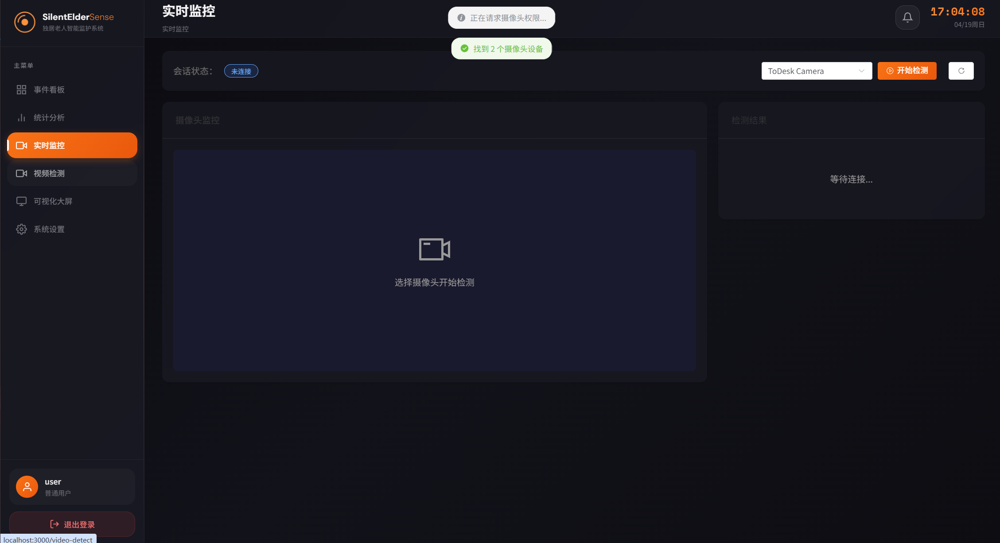 SilentElderSense
独居老人智能监护系统
主菜单
事件看板
统计分析
实时监控
视频检测
可视化大屏
系统设置
user
普通用户
退出登录
localhost:3000/video-detect
实时监控
实时监控
正在请求摄像头权限...
找到 2 个摄像头设备
17:04:08
04/19周日
会话状态：
未连接
ToDesk Camera
开始检测
摄像头监控
选择摄像头开始检测
检测结果
等待连接...